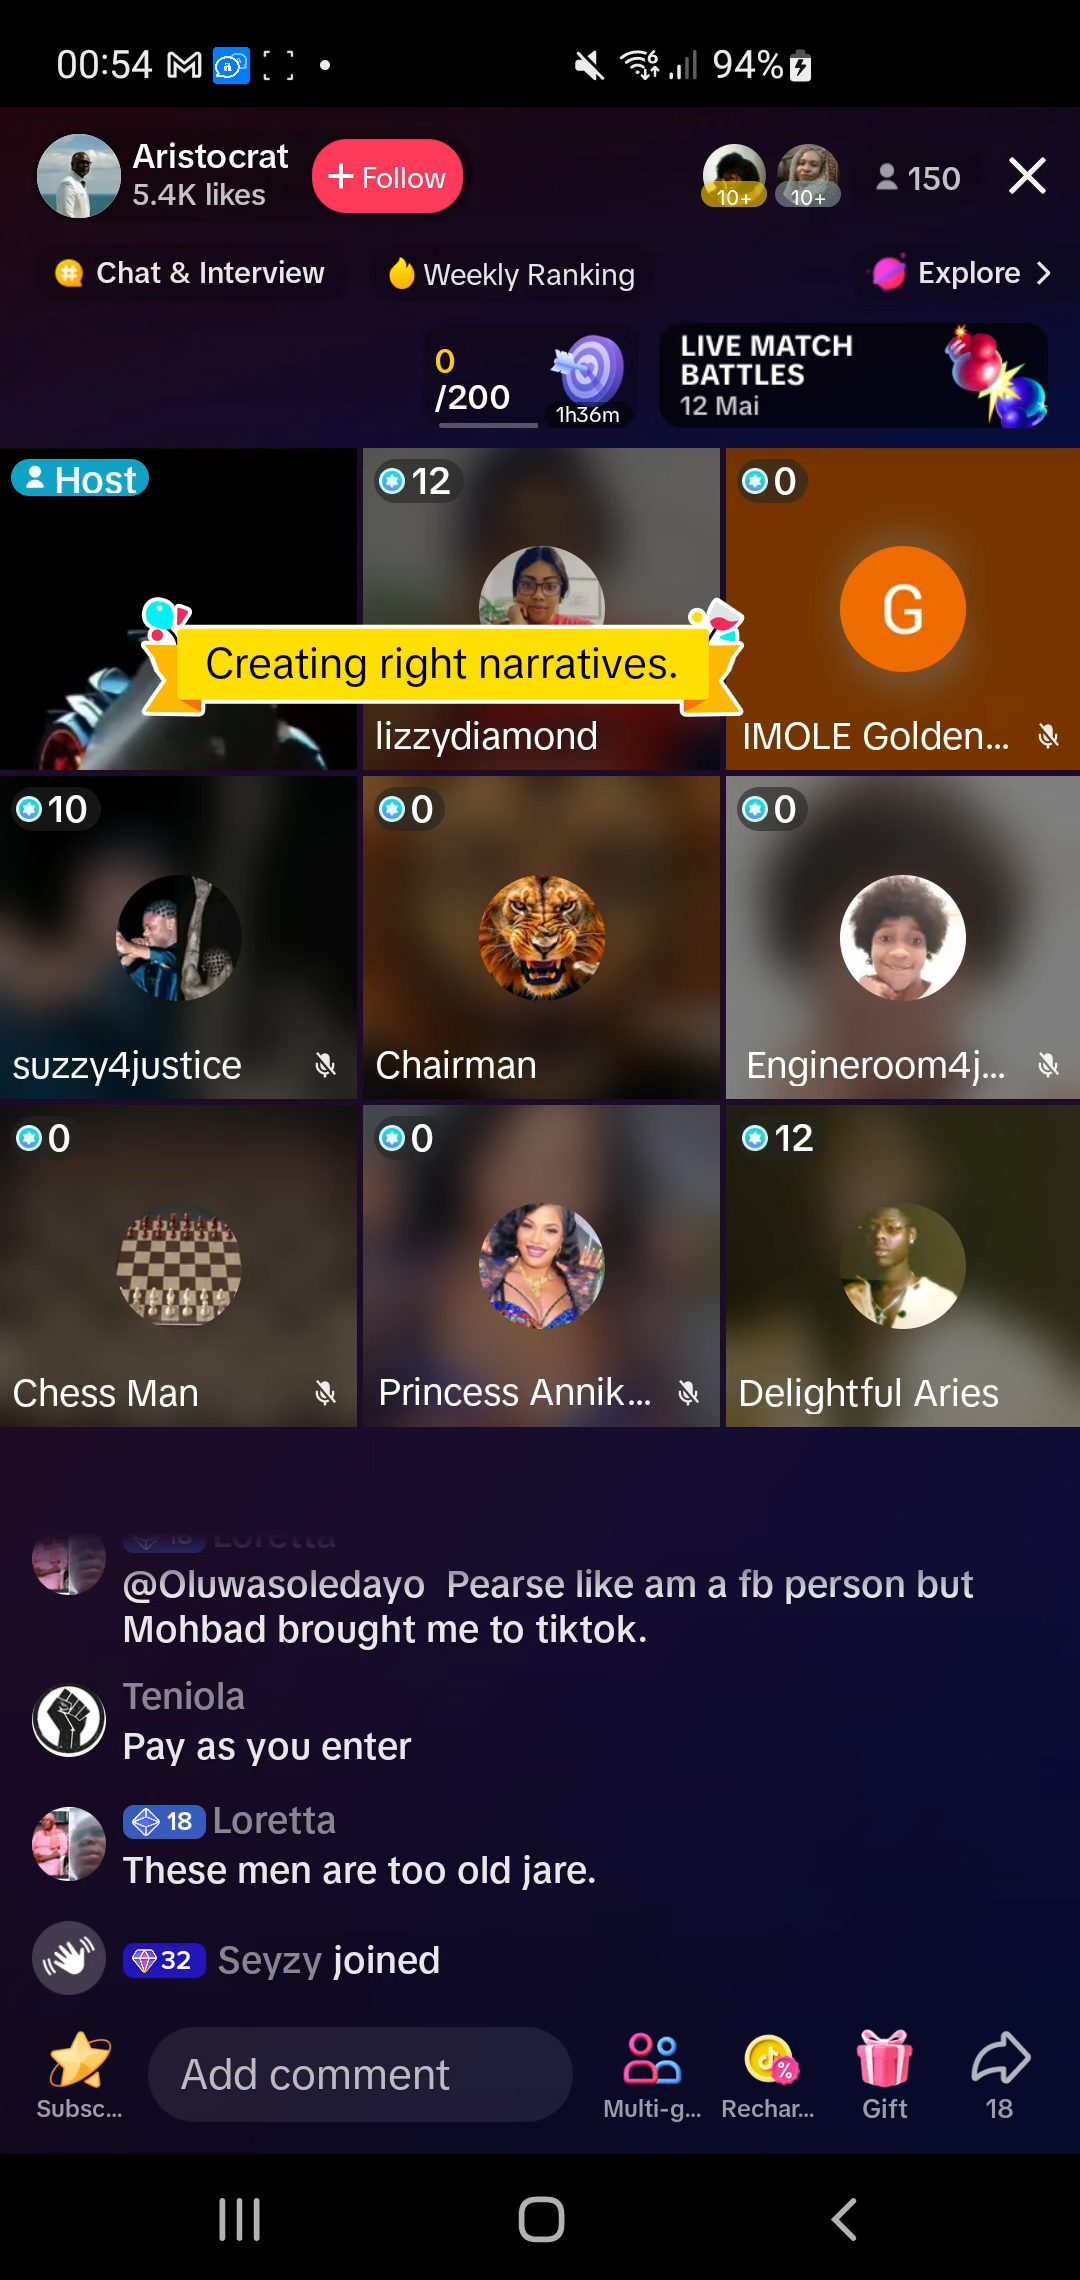 00:54
94%
Aristocrat
5.4K likes
+ Follow
10+
10+
150
Chat & Interview
Weekly Ranking
Explore
0
/200
1h36m
LIVE MATCH
BATTLES
12 Mai
Host
12
0
Creating right narratives.
G
lizzydiamond
IMOLE Golden...
10
0
0
suzzy4justice
Chairman
Engineroom4j...
0
0
12
Chess Man
Princess Annik...
Delightful Aries
18 Loretta
@Oluwasoledayo Pearse like am a fb person but
Mohbad brought me to tiktok.
Teniola
Pay as you enter
18 Loretta
These men are too old jare.
32 Seyzy joined
Add comment
Subsc...
Multi-g...
Rechar...
Gift
18